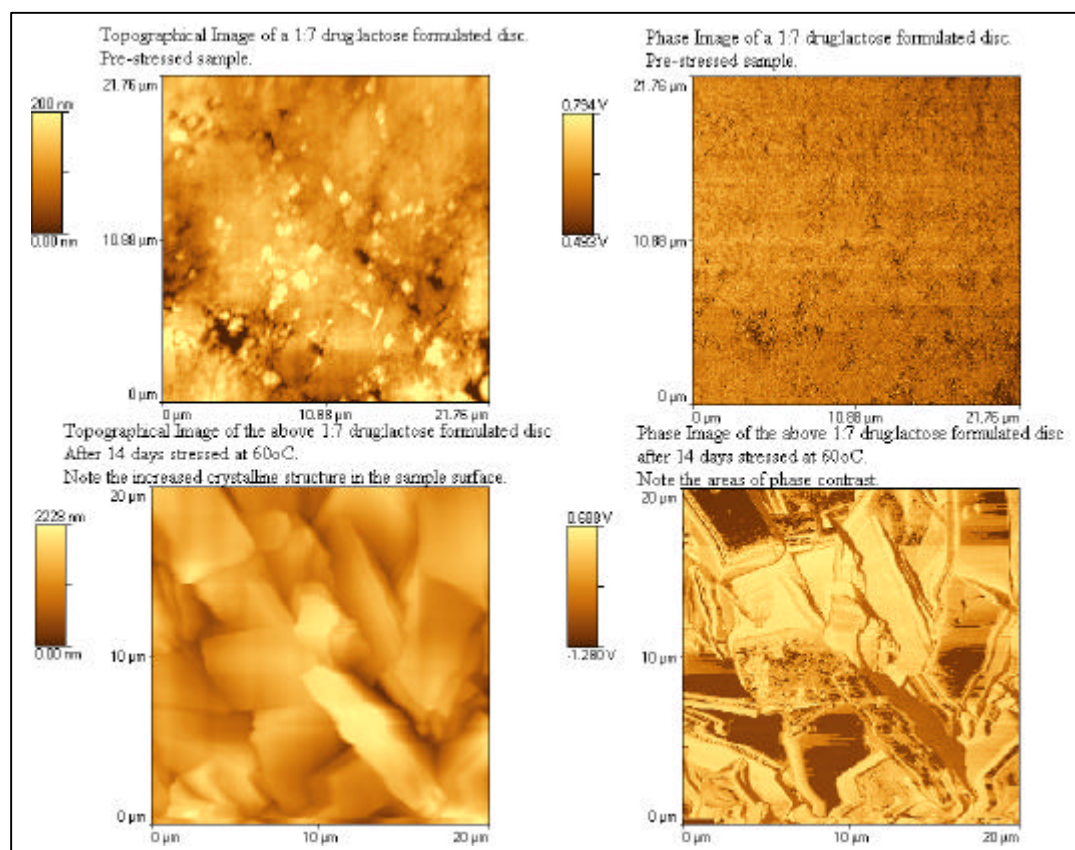 Topographical Image of a 1:7 drug:lactose formulated disc.
Pre-stressed sample.
21.76 µm
200 nm
0.00 nm
10.88 µm
0 µm
0 µm
10.88 µm
21.76 µm
Phase Image of a 1:7 drug:lactose formulated disc.
Pre-stressed sample.
21.76 µm
0.794 V
0.493 V
10.88 µm
0 µm
0 µm
10.88 µm
21.76 µm
Topographical Image of the above 1:7 drug:lactose formulated disc
After 14 days stressed at 60oC.
Note the increased crystalline structure in the sample surface.
20 µm
2228 nm
0.00 nm
10 µm
0 µm
0 µm
10 µm
20 µm
Phase Image of the above 1:7 drug:lactose formulated disc
after 14 days stressed at 60oC.
Note the areas of phase contrast.
20 µm
0.688 V
-1.280 V
10 µm
0 µm
0 µm
10 µm
20 µm